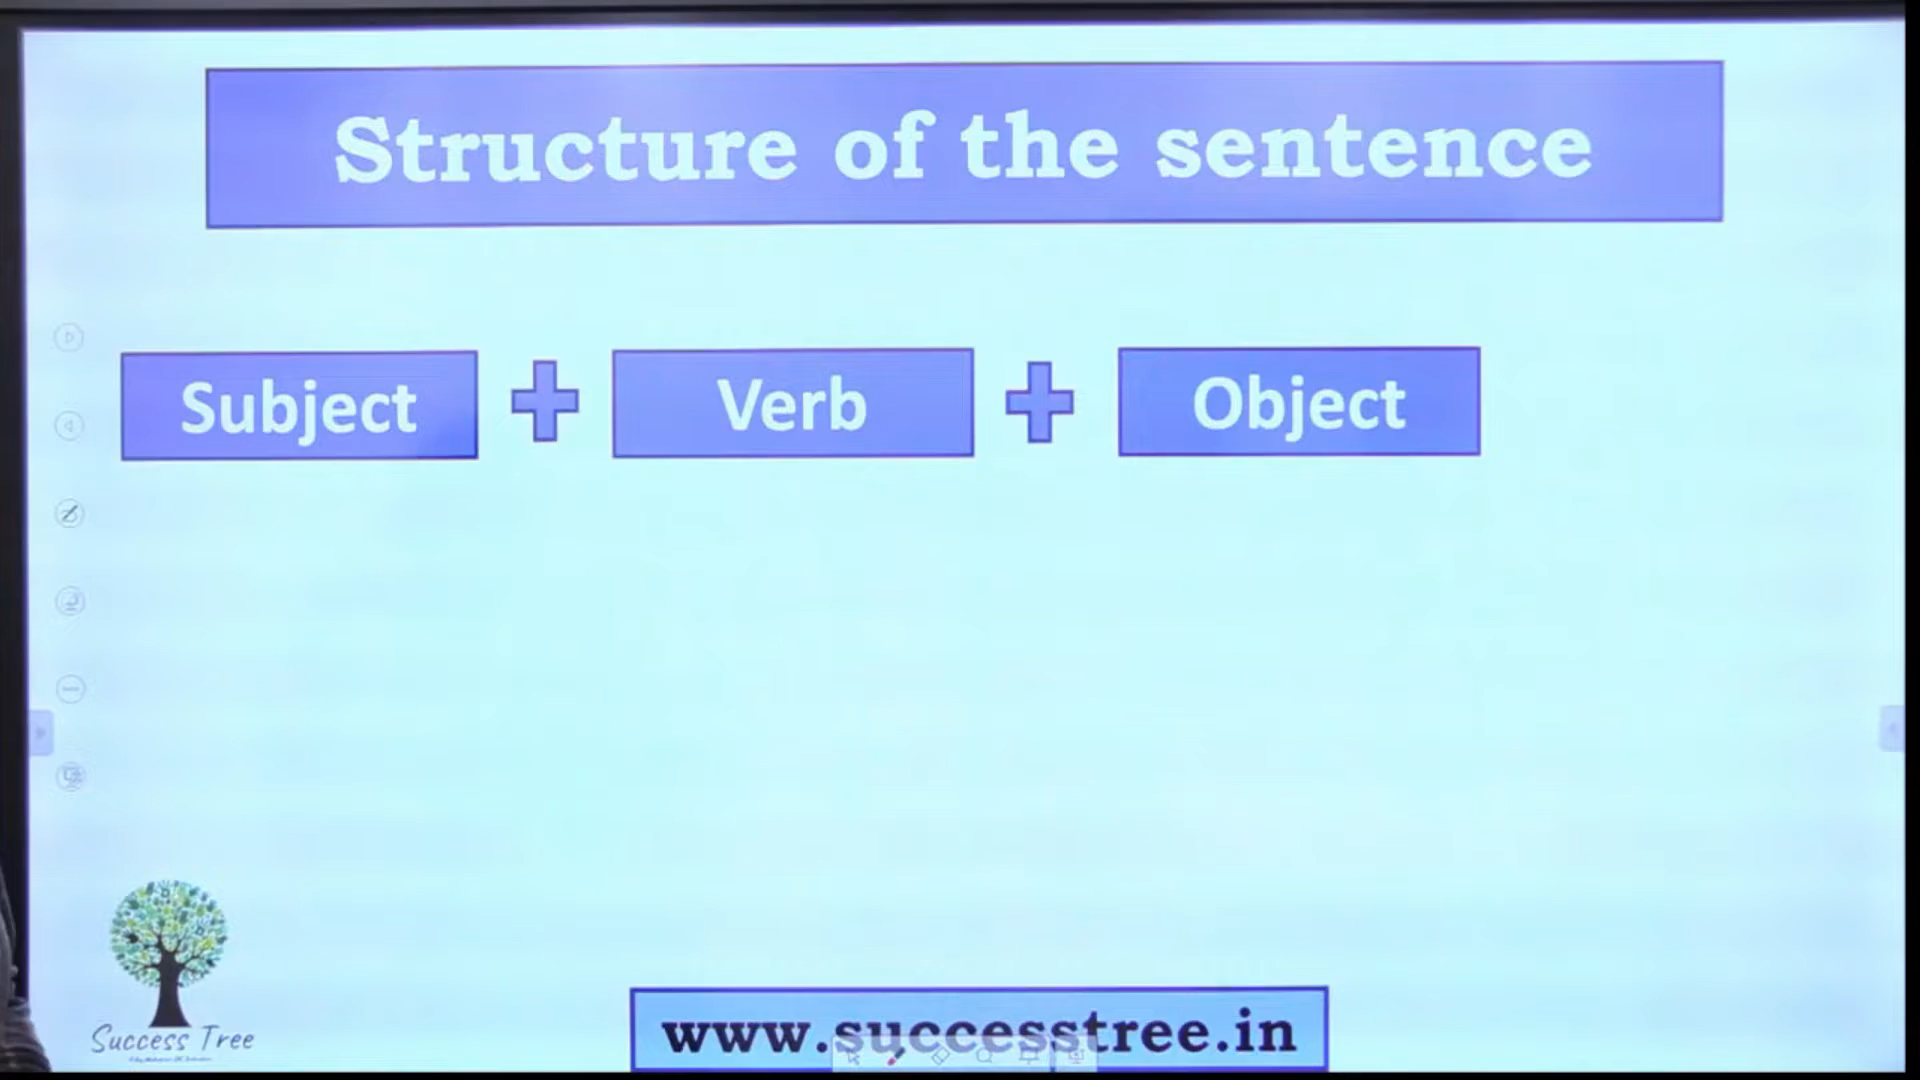 Structure of the sentence
Subject + Verb + Object
Success Tree
www.successtree.in